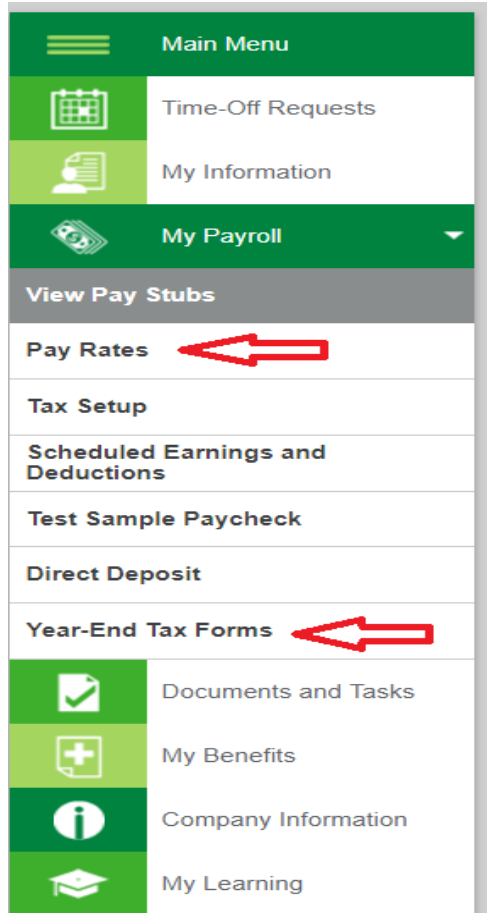 Main Menu
Time-Off Requests
My Information
My Payroll
View Pay Stubs
Pay Rates
Tax Setup
Scheduled Earnings and
Deductions
Test Sample Paycheck
Direct Deposit
Year-End Tax Forms
Documents and Tasks
My Benefits
Company Information
My Learning